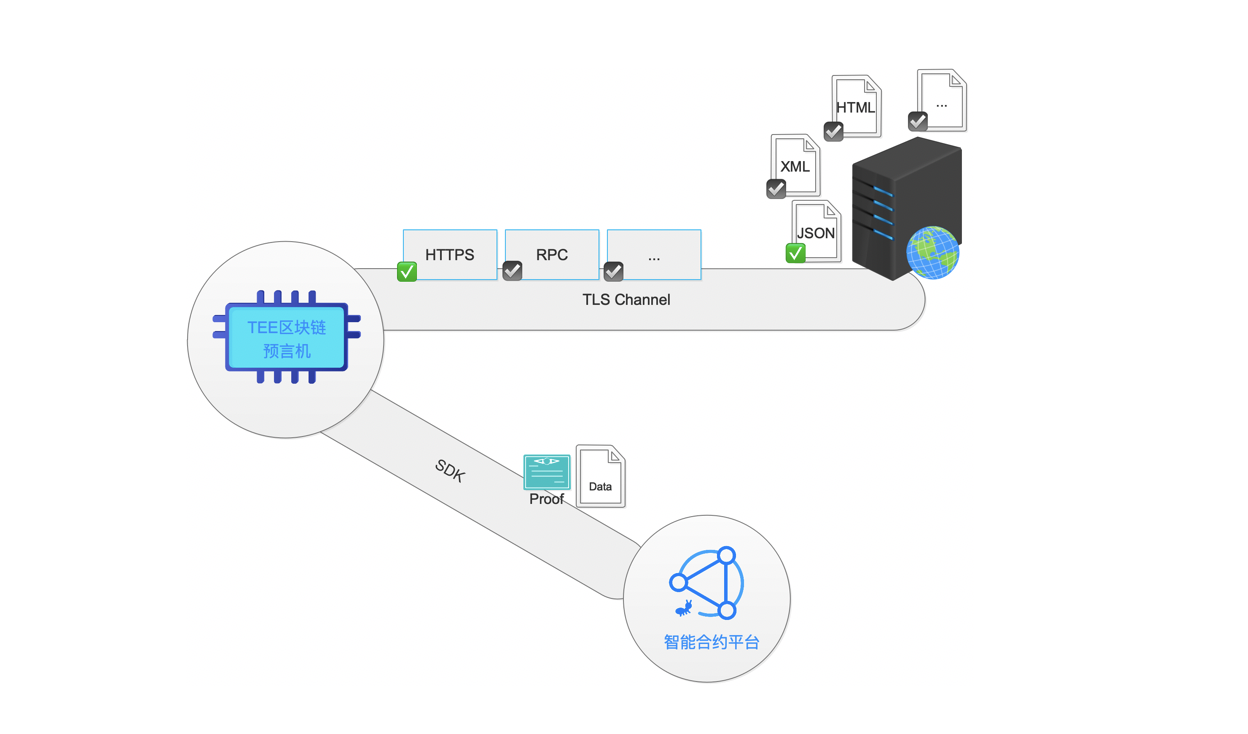 HTML
...
XML
JSON
HTTPS
RPC
...
TLS Channel
TEE区块链
预言机
SDK
Proof
Data
智能合约平台